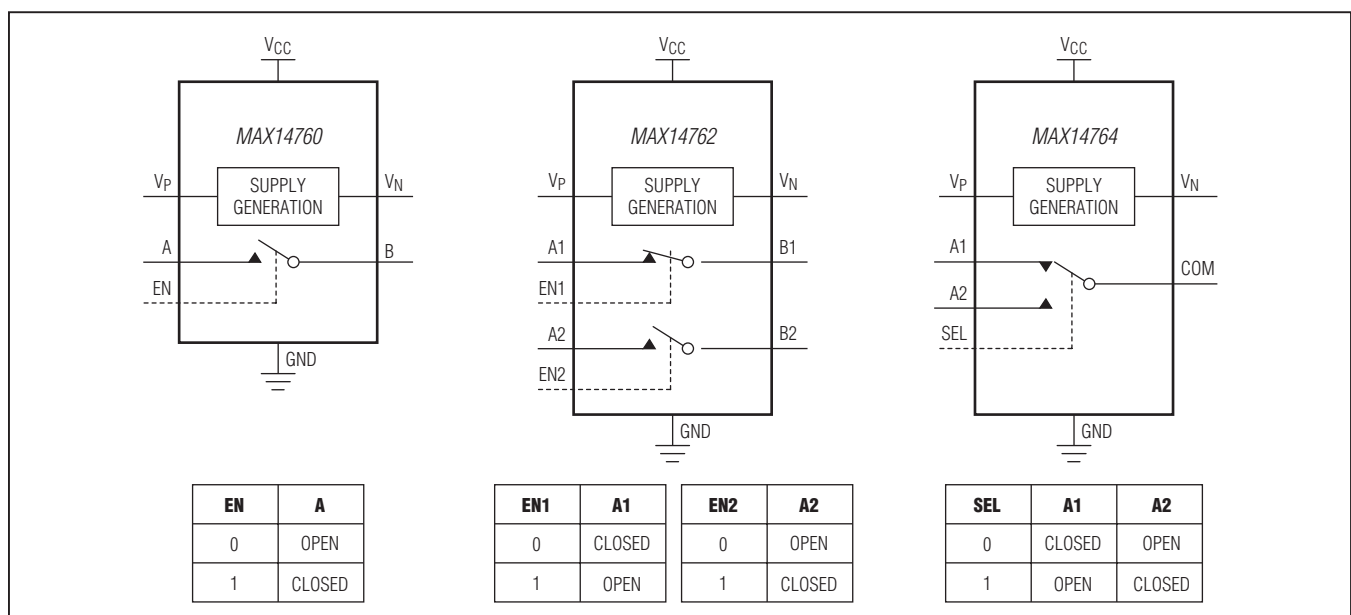 VCC
MAX14760
VP
SUPPLY
GENERATION
VN
A
B
EN
GND
EN A
0 OPEN
1 CLOSED
VCC
MAX14762
VP
SUPPLY
GENERATION
VN
A1
B1
EN1
A2
B2
EN2
GND
EN1 A1
0 CLOSED
1 OPEN
EN2 A2
0 OPEN
1 CLOSED
VCC
MAX14764
VP
SUPPLY
GENERATION
VN
A1
COM
A2
SEL
GND
SEL A1 A2
0 CLOSED OPEN
1 OPEN CLOSED